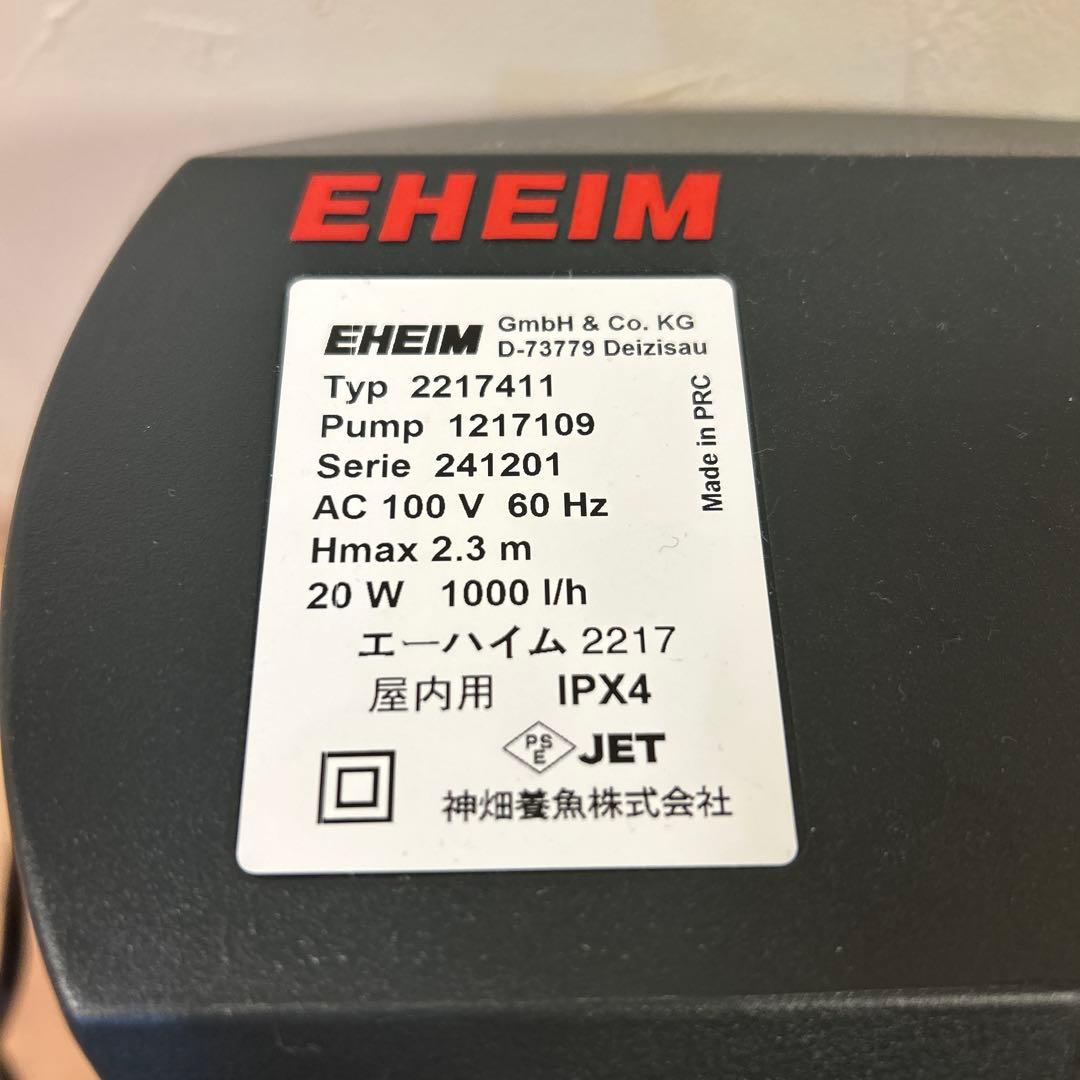 EHEIM
EHEIM GmbH & Co. KG
D-73779 Deizisau
Typ 2217411
Pump 1217109
Serie 241201
AC 100 V 60 Hz
Hmax 2.3 m
20 W 1000 l/h
Made in PRC
エーハイム 2217
屋内用 IPX4
PSE JET
神畑養魚株式会社